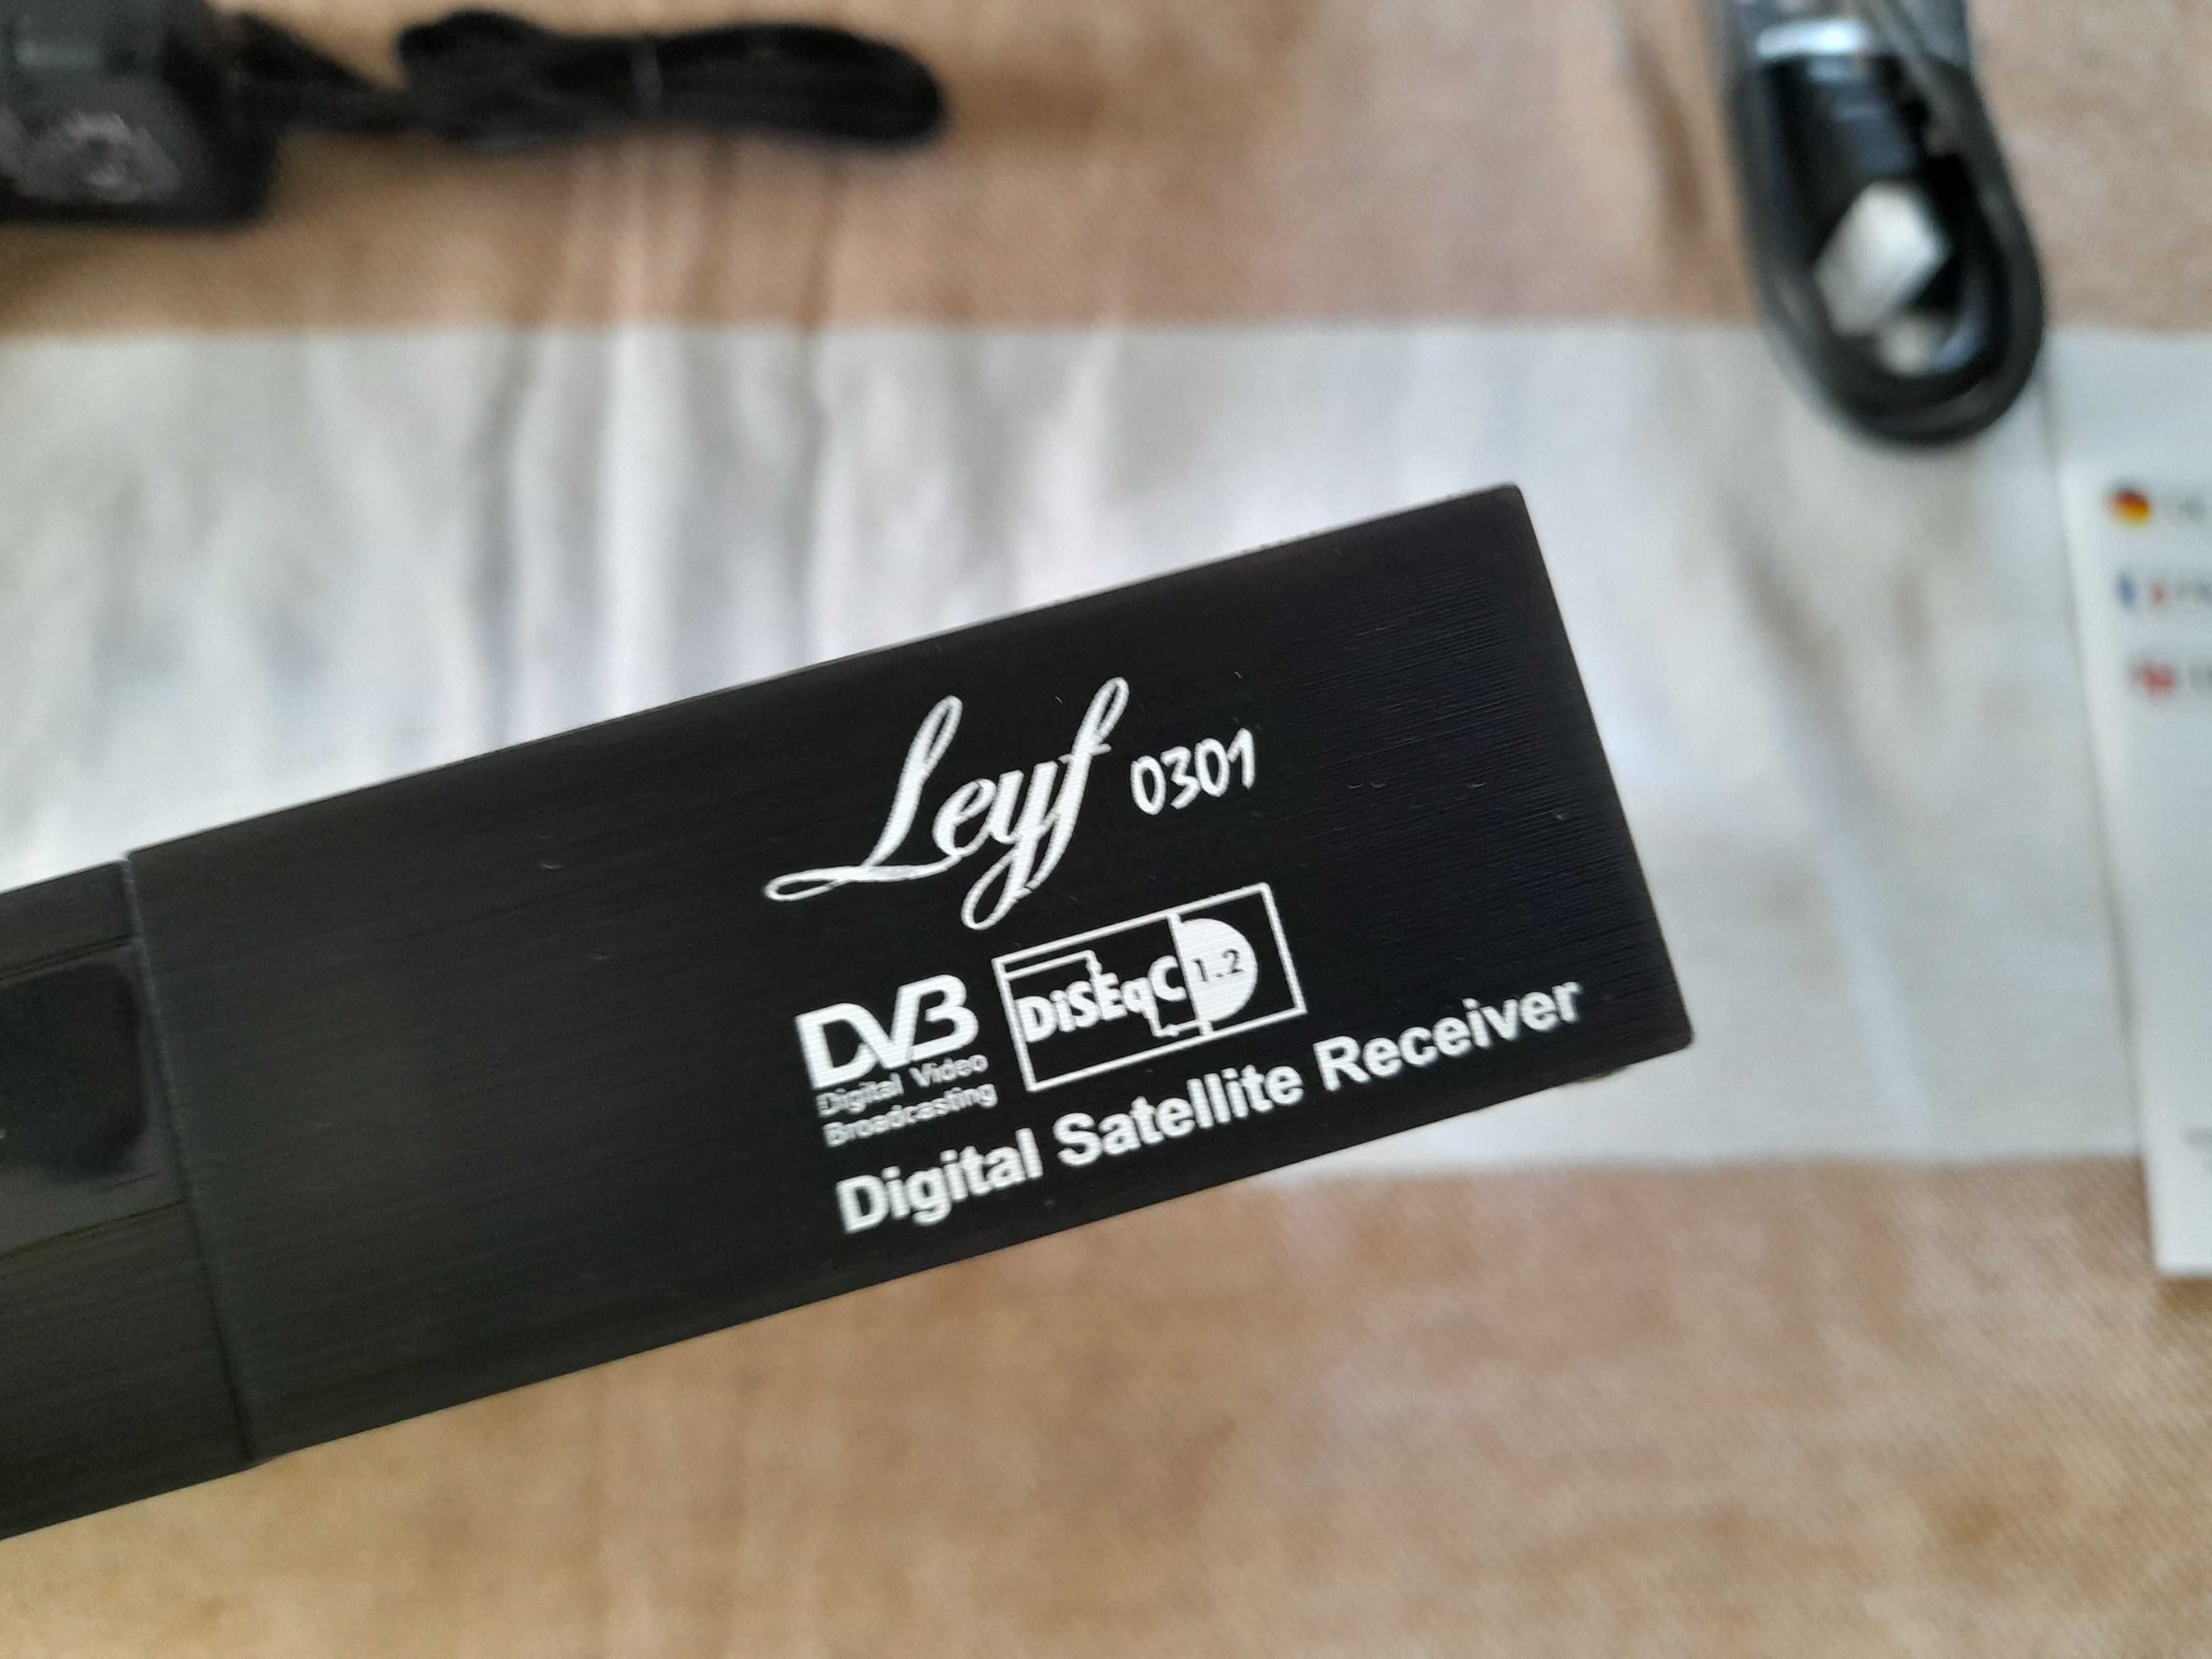 Leyf 0301
DVB DiSEqC 1.2
Digital Video
Broadcasting
Digital Satellite Receiver